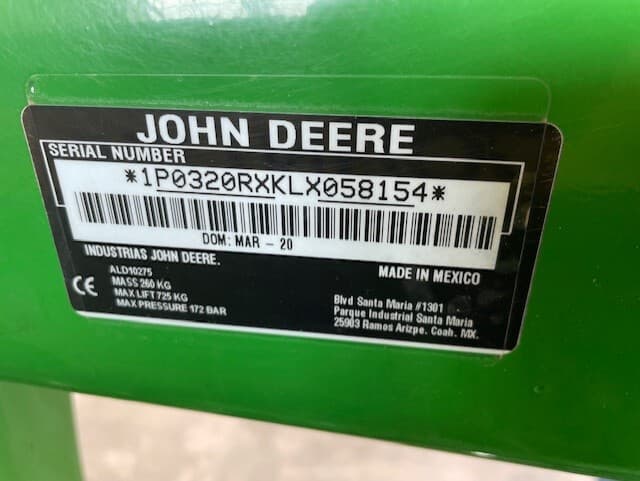 JOHN DEERE
SERIAL NUMBER
*1P0320RXKLX058154*
DOM: MAR - 20
INDUSTRIAS JOHN DEERE.
MADE IN MEXICO
ALD10275
CE MASS 260 KG
MAX LIFT 725 KG
MAX PRESSURE 172 BAR
Blvd Santa Maria #1301
Parque Industrial Santa Maria
25903 Ramos Arizpe. Coah. MX.